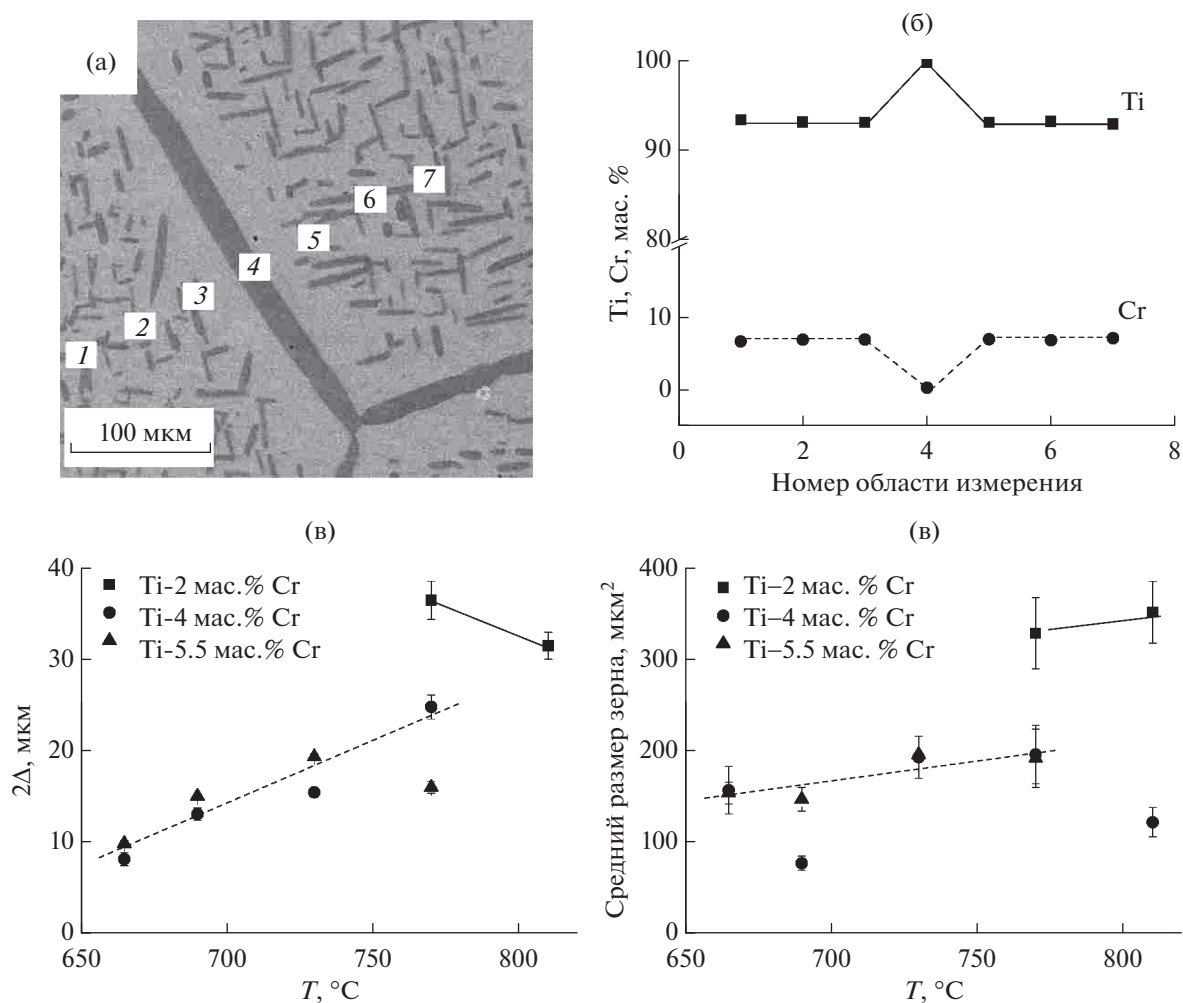 (а)
1
2
3
4
5
6
7
100 мкм
(б)
100
90
80
10
0
Ti, Cr, мас. %
Ti
Cr
0
2
4
6
8
Номер области измерения
(в)
40
30
20
10
0
2Δ, мкм
Ti-2 мас.% Cr
Ti-4 мас.% Cr
Ti-5.5 мас.% Cr
650
700
750
800
T, °C
(в)
400
300
200
100
0
Средний размер зерна, мкм²
Ti–2 мас. % Cr
Ti–4 мас. % Cr
Ti–5.5 мас. % Cr
650
700
750
800
T, °C